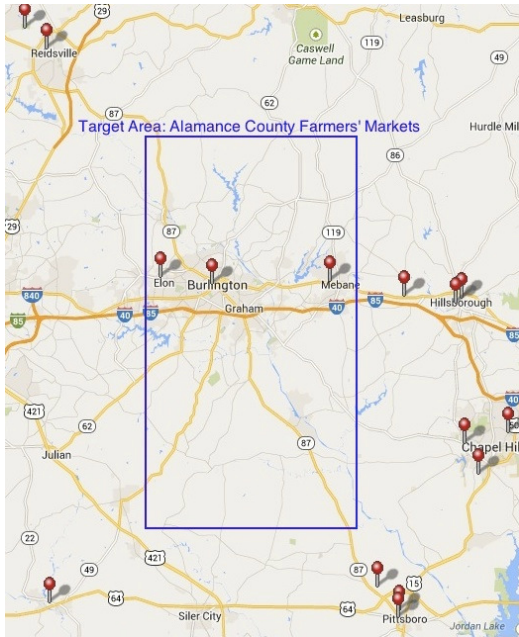 29
Leasburg
Reidsville
Caswell
Game Land
119
49
62
87
Target Area: Alamance County Farmers' Markets
Hurdle Mil
86
29
87
119
Elon
Burlington
Mebane
840
85
40
85
Graham
40
85
Hillsborough
85
40
421
62
Julian
87
Chapel Hil
50
22
421
49
64
Siler City
87
15
64
Pittsboro
Jordan Lake